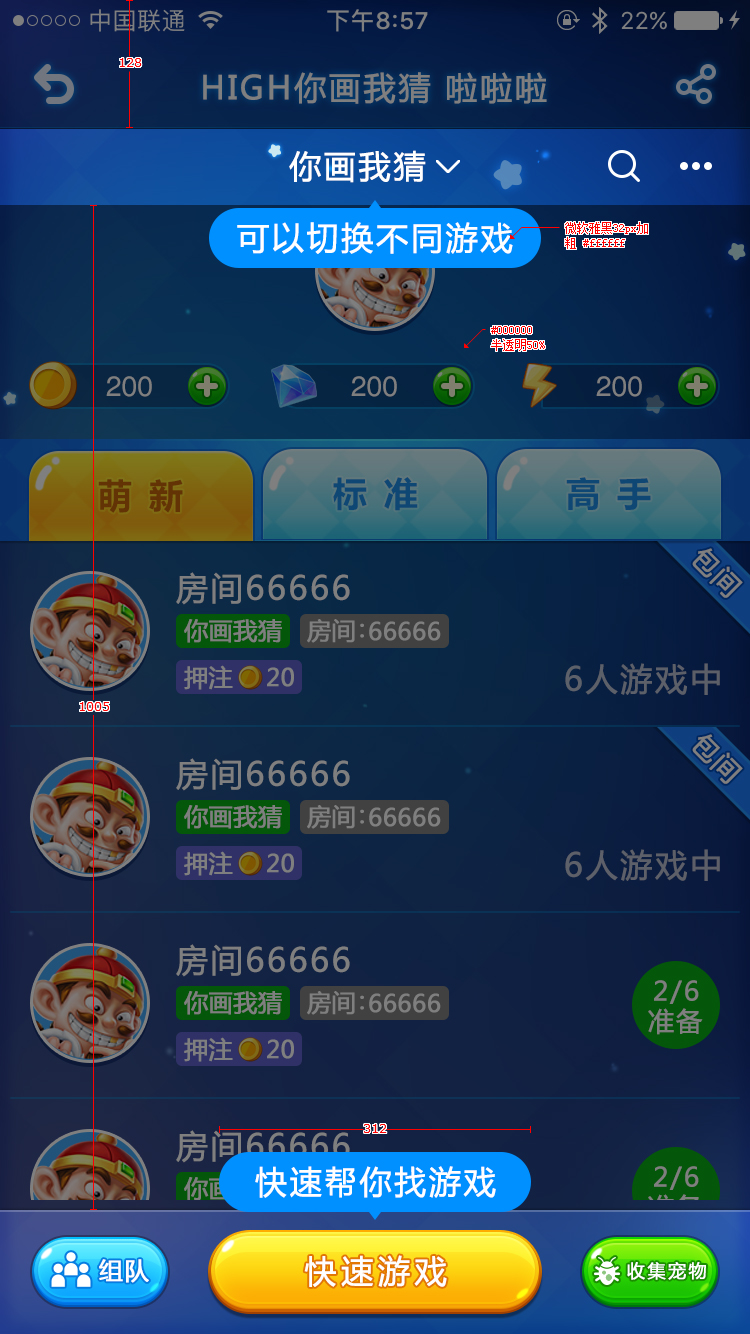 中国联通 下午8:57 22%
128
HIGH你画我猜 啦啦啦
你画我猜
可以切换不同游戏
微软雅黑32px加
粗 #ffffff
#000000
半透明50%
200 200 200
萌新 标准 高手
包间
房间66666
你画我猜 房间:66666
押注 20
6人游戏中
1005
包间
房间66666
你画我猜 房间:66666
押注 20
6人游戏中
房间66666
你画我猜 房间:66666
押注 20
2/6
准备
312
房间66666
快速帮你找游戏
2/6
准备
组队 快速游戏 收集宠物